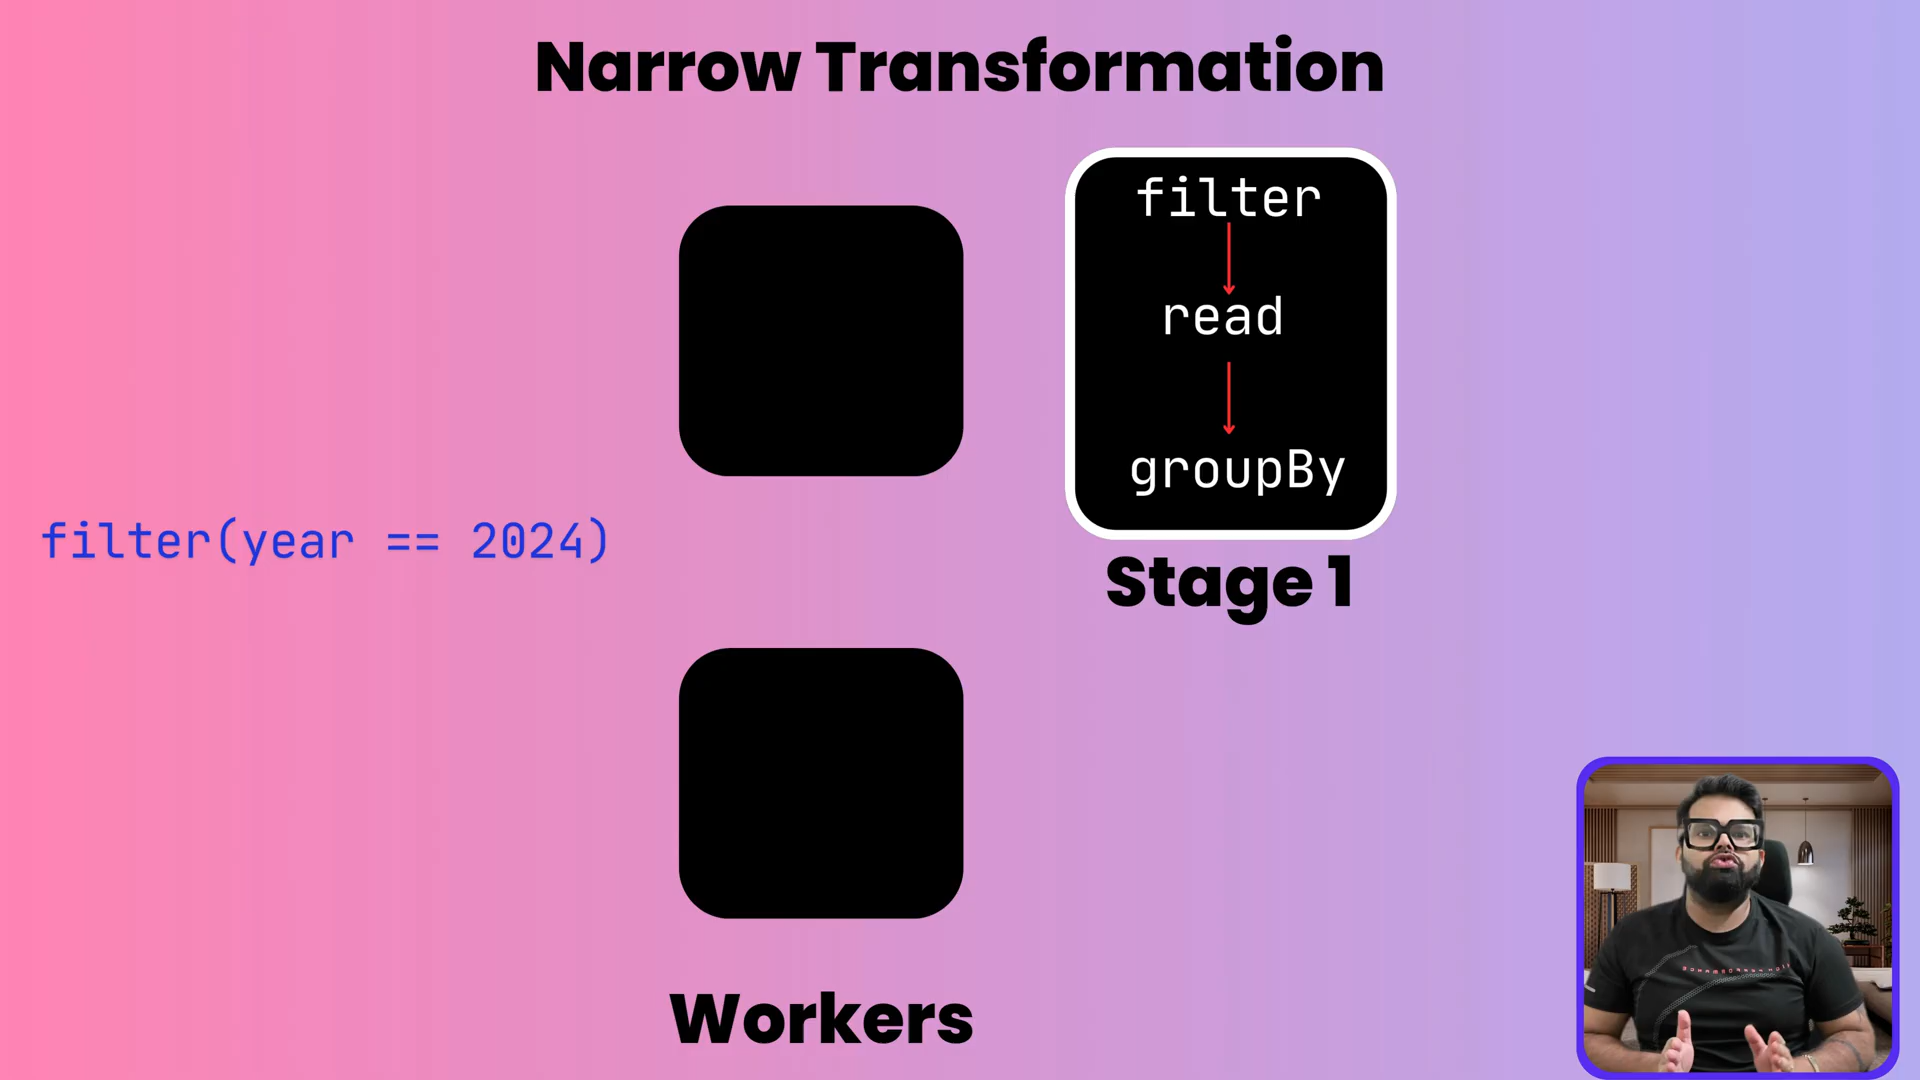 Narrow Transformation
filter
read
groupBy
Stage 1
filter(year == 2024)
Workers